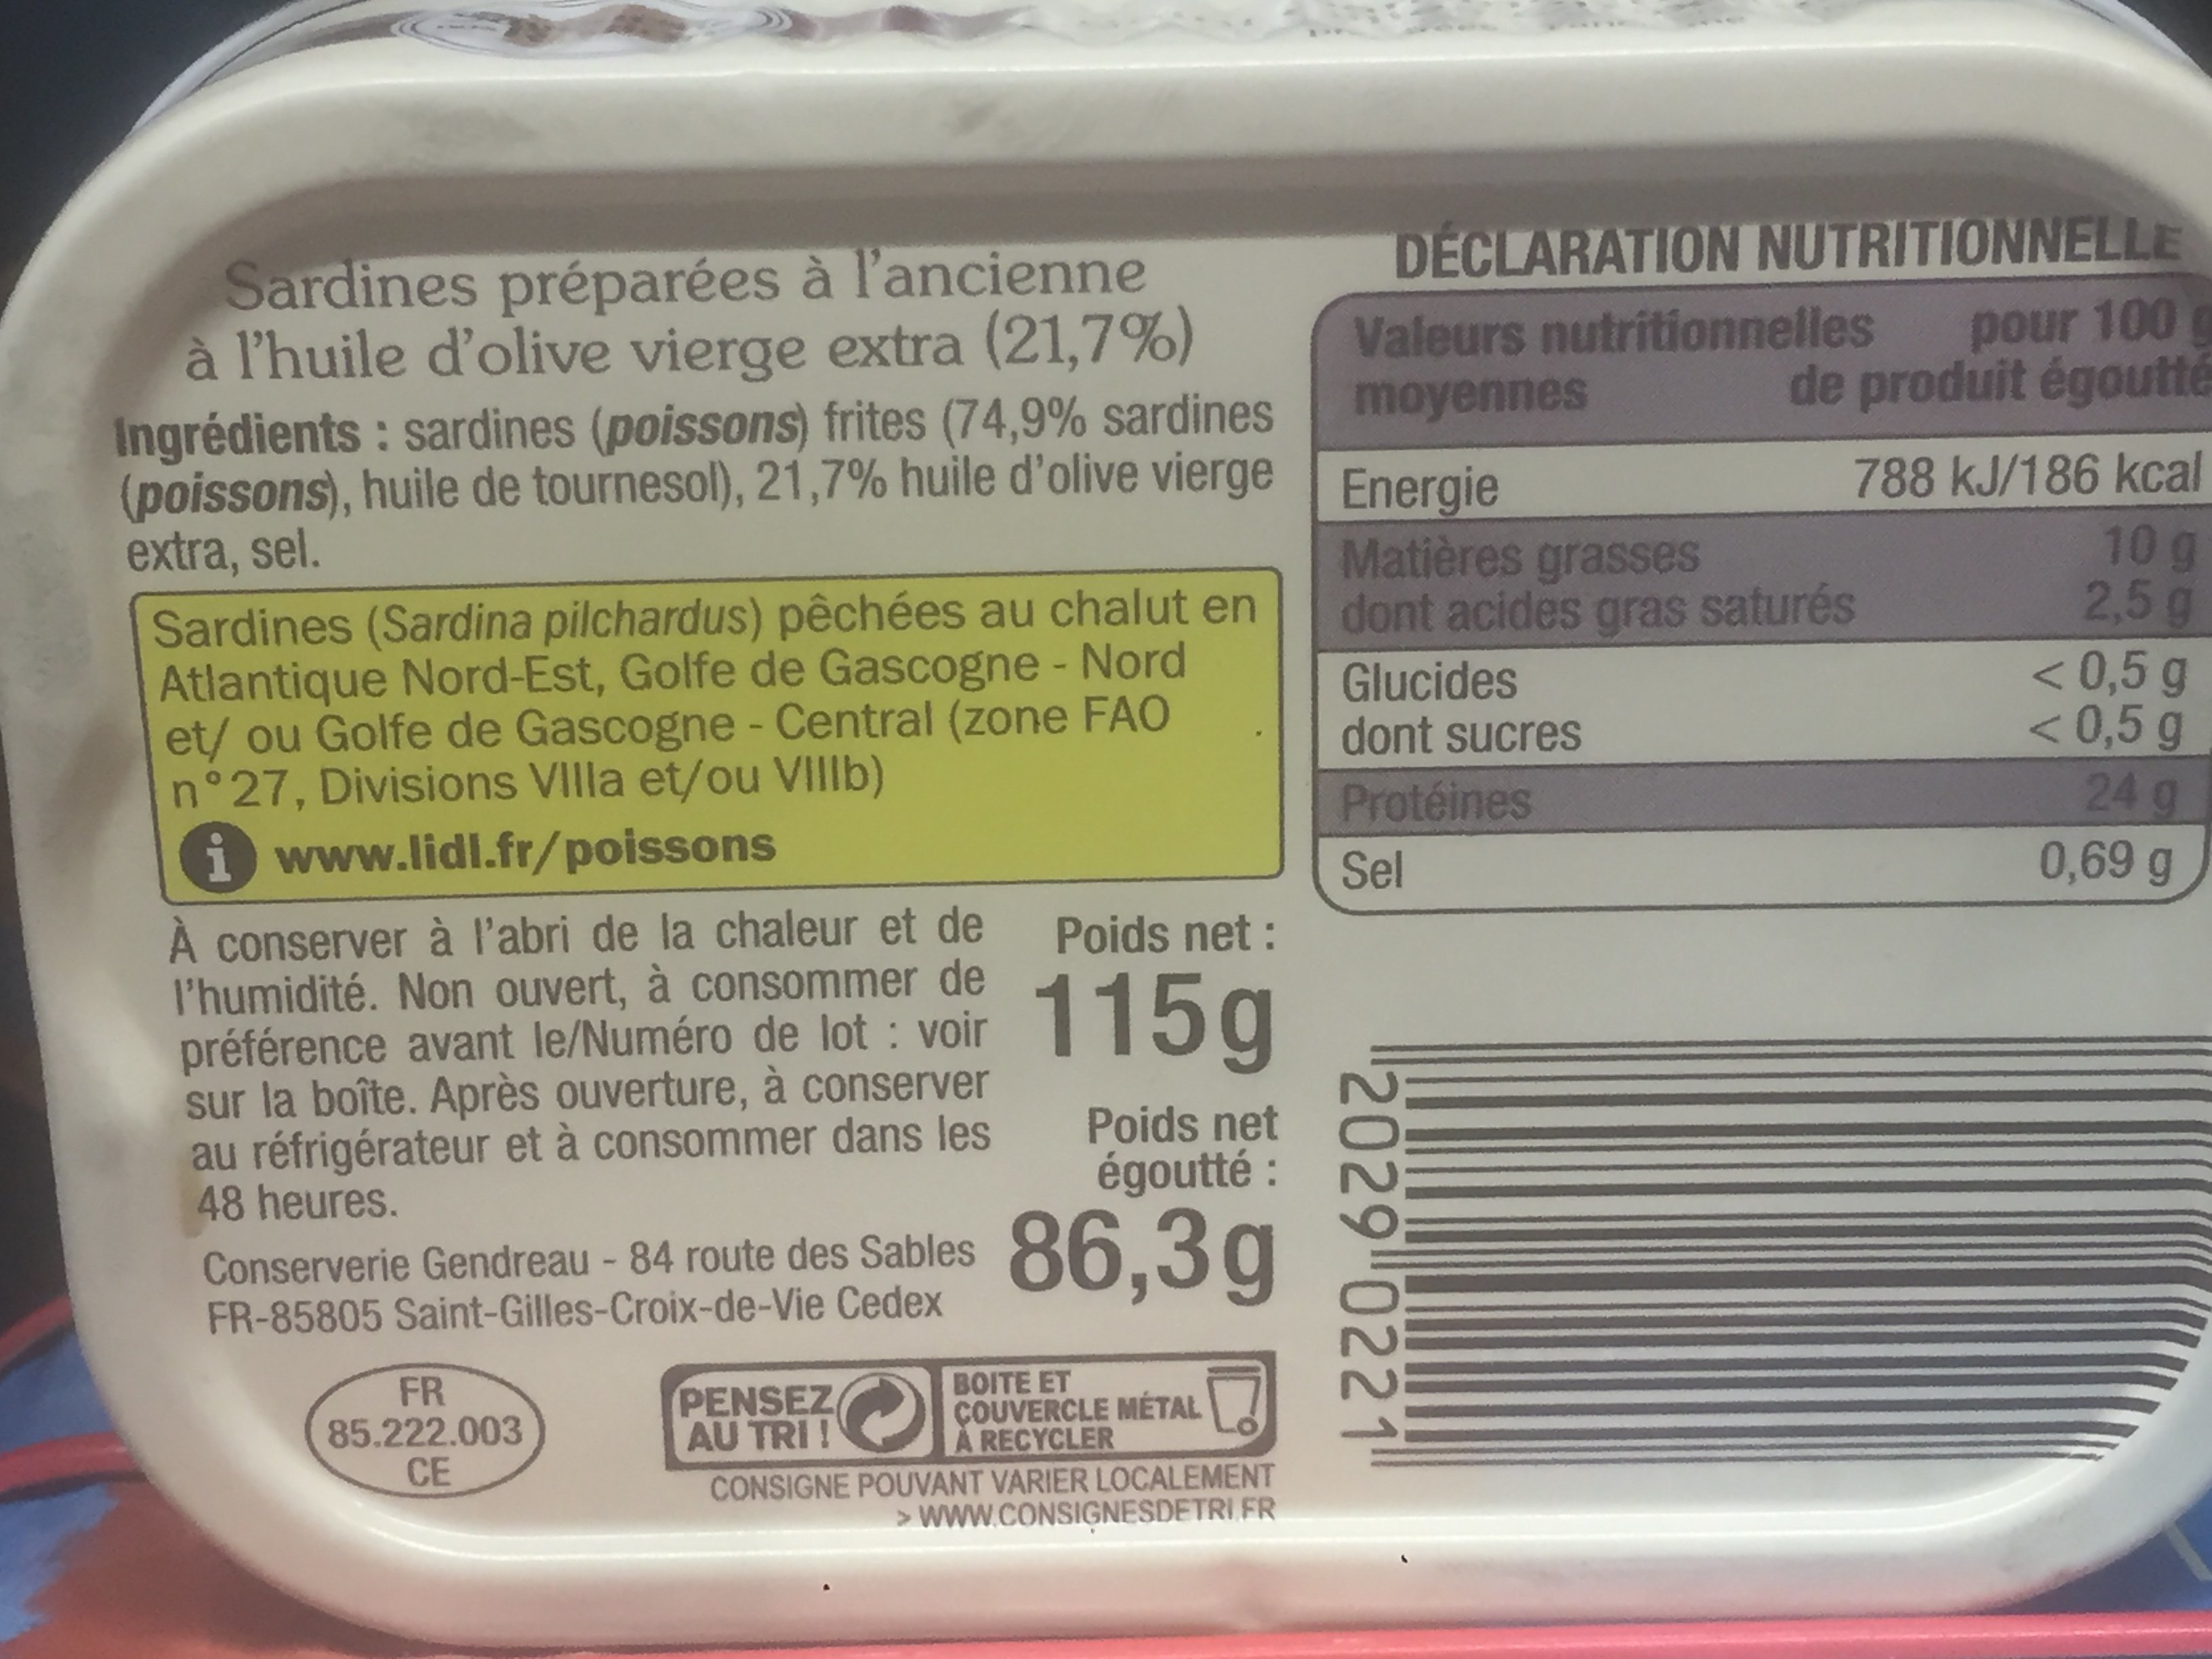 Sardines préparées à l'ancienne
à l'huile d'olive vierge extra (21,7%)
Ingrédients : sardines (poissons) frites (74,9% sardines
(poissons), huile de tournesol), 21,7% huile d'olive vierge
extra, sel.
Sardines (Sardina pilchardus) pêchées au chalut en
Atlantique Nord-Est, Golfe de Gascogne - Nord
et/ ou Golfe de Gascogne - Central (zone FAO
n°27, Divisions VIIIa et/ou VIIIb)
i www.lidl.fr/poissons
À conserver à l'abri de la chaleur et de
l'humidité. Non ouvert, à consommer de
préférence avant le/Numéro de lot : voir
sur la boîte. Après ouverture, à conserver
au réfrigérateur et à consommer dans les
48 heures.
Conserverie Gendreau - 84 route des Sables
FR-85805 Saint-Gilles-Croix-de-Vie Cedex
Poids net :
115g
Poids net
égoutté :
86,3g
FR
85.222.003
CE
PENSEZ
AU TRI !
BOITE ET
COUVERCLE MÉTAL
À RECYCLER
CONSIGNE POUVANT VARIER LOCALEMENT
> WWW.CONSIGNESDETRI.FR
DÉCLARATION NUTRITIONNELLE
Valeurs nutritionnelles pour 100 g
moyennes de produit égoutté
Energie 788 kJ/186 kcal
Matières grasses 10 g
dont acides gras saturés 2,5 g
Glucides < 0,5 g
dont sucres < 0,5 g
Protéines 24 g
Sel 0,69 g
2029 0221